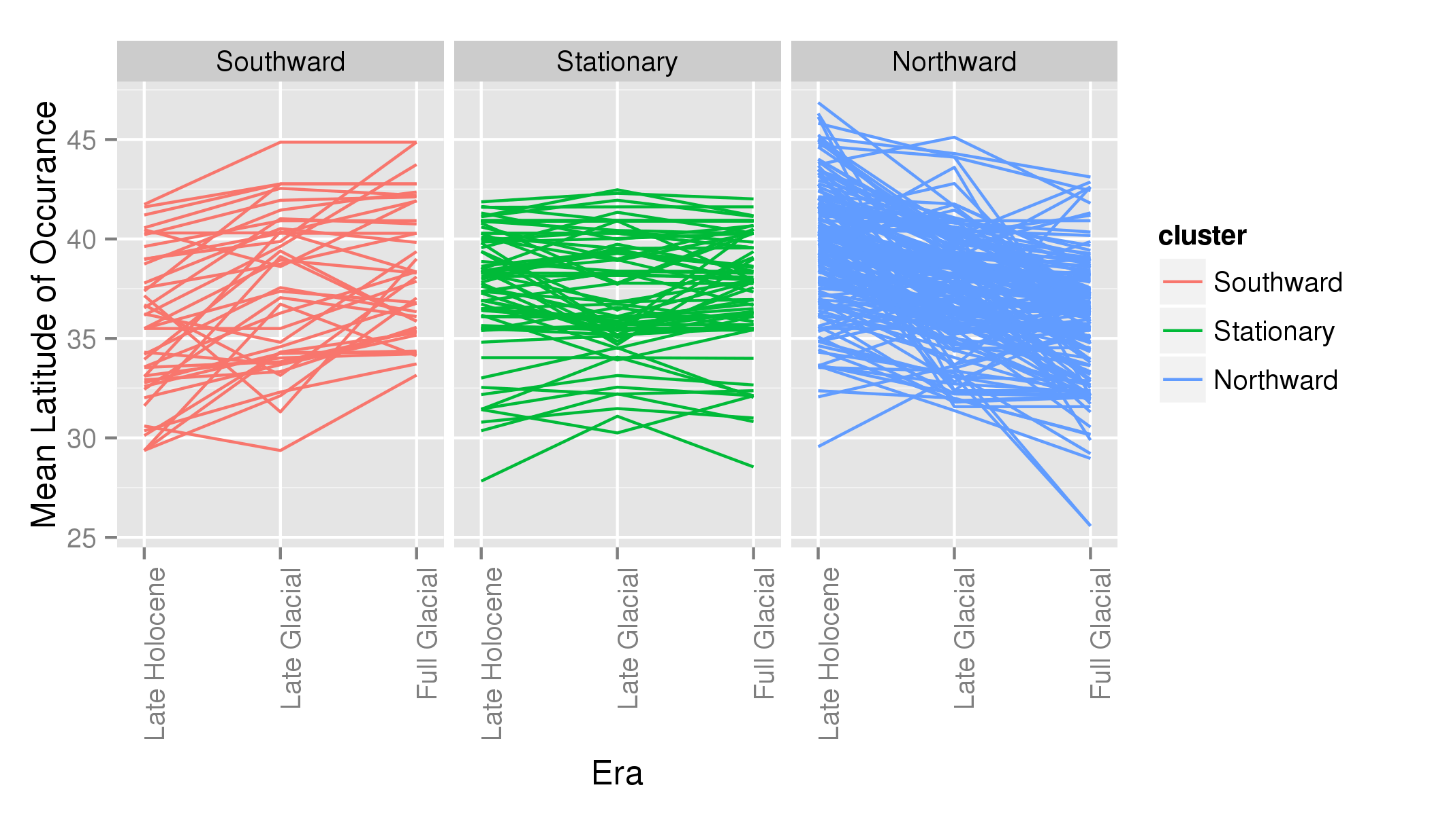 Southward Stationary Northward
Mean Latitude of Occurance
45
40
35
30
25
Late Holocene Late Glacial Full Glacial Late Holocene Late Glacial Full Glacial Late Holocene Late Glacial Full Glacial
Era
cluster
Southward
Stationary
Northward